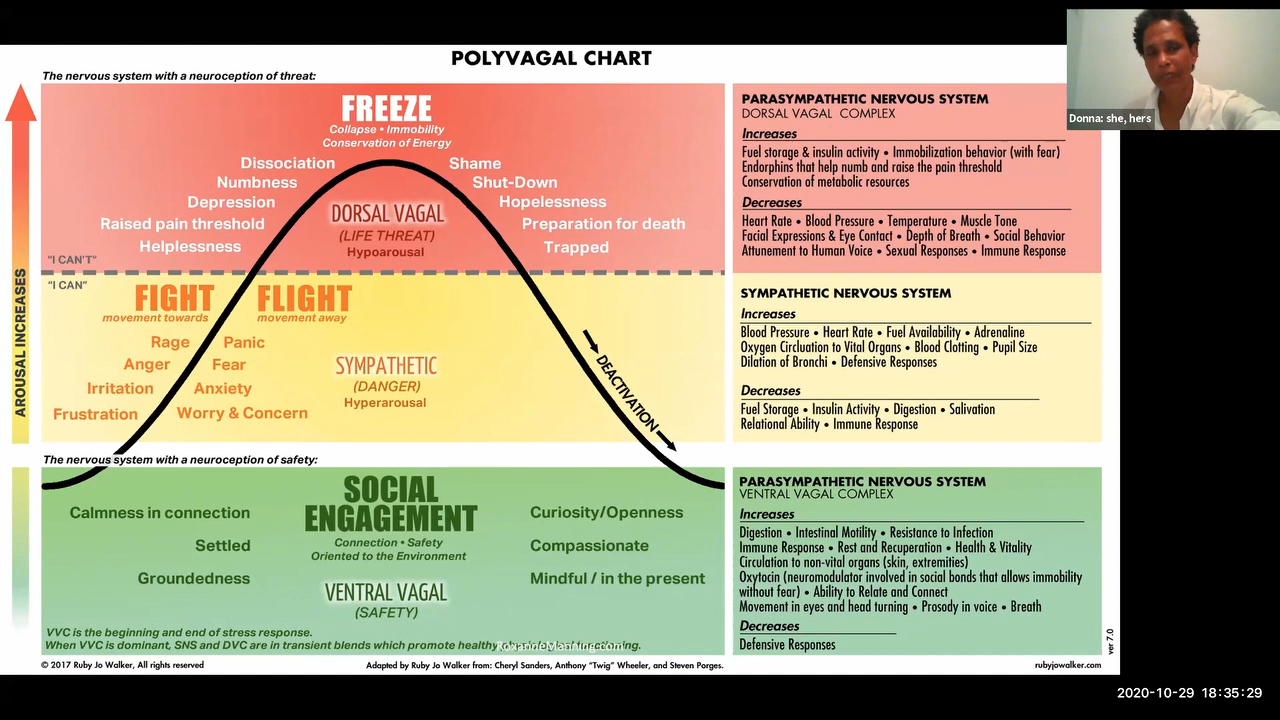 POLYVAGAL CHART
The nervous system with a neuroception of threat:
AROUSAL INCREASES
FREEZE
Collapse • Immobility
Conservation of Energy
Dissociation
Numbness
Depression
Raised pain threshold
Helplessness
Shame
Shut-Down
Hopelessness
Preparation for death
Trapped
DORSAL VAGAL
(LIFE THREAT)
Hypoarousal
"I CAN'T"
"I CAN"
FIGHT
movement towards
FLIGHT
movement away
Rage
Anger
Irritation
Frustration
Panic
Fear
Anxiety
Worry & Concern
SYMPATHETIC
(DANGER)
Hyperarousal
DEACTIVATION
The nervous system with a neuroception of safety:
SOCIAL
ENGAGEMENT
Connection • Safety
Oriented to the Environment
Calmness in connection
Settled
Groundedness
Curiosity/Openness
Compassionate
Mindful / in the present
VENTRAL VAGAL
(SAFETY)
VVC is the beginning and end of stress response.
When VVC is dominant, SNS and DVC are in transient blends which promote healthy
RoxanneManning.com
PARASYMPATHETIC NERVOUS SYSTEM
DORSAL VAGAL COMPLEX
Increases
Fuel storage & insulin activity • Immobilization behavior (with fear)
Endorphins that help numb and raise the pain threshold
Conservation of metabolic resources
Decreases
Heart Rate • Blood Pressure • Temperature • Muscle Tone
Facial Expressions & Eye Contact • Depth of Breath • Social Behavior
Attunement to Human Voice • Sexual Responses • Immune Response
SYMPATHETIC NERVOUS SYSTEM
Increases
Blood Pressure • Heart Rate • Fuel Availability • Adrenaline
Oxygen Circluation to Vital Organs • Blood Clotting • Pupil Size
Dilation of Bronchi • Defensive Responses
Decreases
Fuel Storage • Insulin Activity • Digestion • Salivation
Relational Ability • Immune Response
PARASYMPATHETIC NERVOUS SYSTEM
VENTRAL VAGAL COMPLEX
Increases
Digestion • Intestinal Motility • Resistance to Infection
Immune Response • Rest and Recuperation • Health & Vitality
Circulation to non-vital organs (skin, extremities)
Oxytocin (neuromodulator involved in social bonds that allows immobility
without fear) • Ability to Relate and Connect
Movement in eyes and head turning • Prosody in voice • Breath
Decreases
Defensive Responses
ver 7.0
© 2017 Ruby Jo Walker, All rights reserved
Adapted by Ruby Jo Walker from: Cheryl Sanders, Anthony "Twig" Wheeler, and Steven Porges.
rubyjowalker.com
Donna: she, hers
2020-10-29 18:35:29